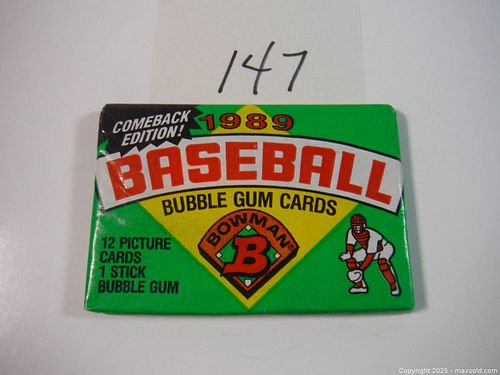 147
COMEBACK
EDITION!
1989
BASEBALL
BUBBLE GUM CARDS
BOWMAN®
B
12 PICTURE
CARDS
1 STICK
BUBBLE GUM
Copyright 2025 - maxsold.com